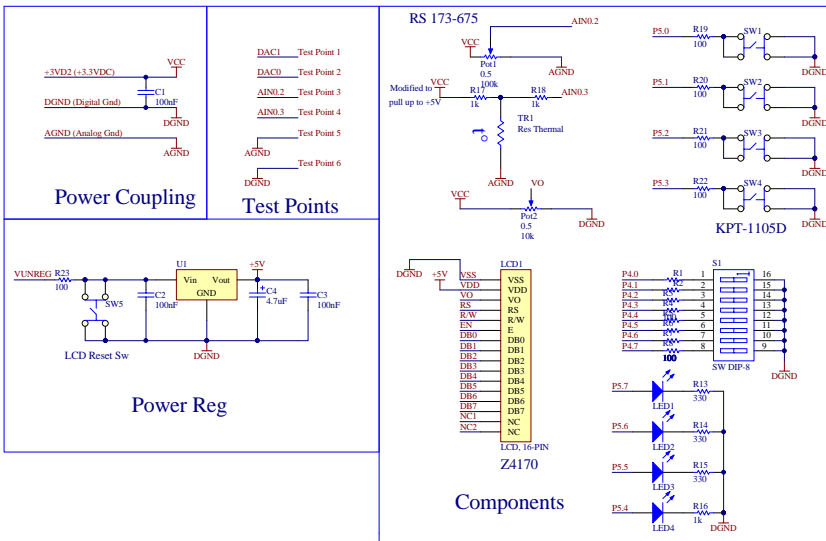 +3VD2 (+3.3VDC)
VCC
C1
100nF
DGND (Digital Gnd)
DGND
AGND (Analog Gnd)
AGND
Power Coupling
DAC1
Test Point 1
DAC0
Test Point 2
AIN0.2
Test Point 3
AIN0.3
Test Point 4
Test Point 5
AGND
Test Point 6
DGND
Test Points
RS 173-675
AIN0.2
VCC
Pot1
0.5
100k
AGND
Modified to
pull up to +5V
VCC
R17
1k
R18
1k
AIN0.3
TR1
Res Thermal
t°
AGND
VO
VCC
Pot2
0.5
10k
DGND
P5.0
R19
100
SW1
DGND
P5.1
R20
100
SW2
DGND
P5.2
R21
100
SW3
DGND
P5.3
R22
100
SW4
DGND
KPT-1105D
VUNREG
R23
100
SW5
LCD Reset Sw
C2
100nF
U1
Vin
Vout
GND
+5V
C4
4.7uF
C3
100nF
DGND
Power Reg
LCD1
DGND
+5V
VSS VSS
VDD VDD
VO VO
RS RS
R/W R/W
EN E
DB0 DB0
DB1 DB1
DB2 DB2
DB3 DB3
DB4 DB4
DB5 DB5
DB6 DB6
DB7 DB7
NC1 NC
NC2 NC
LCD, 16-PIN
Z4170
S1
P4.0 R1 1 16
P4.1 R2 2 15
P4.2 R3 3 14
P4.3 R4 4 13
P4.4 5 12
P4.5 R6 6 11
P4.6 R7 7 10
P4.7 R8 8 9
100
SW DIP-8
DGND
P5.7
LED1
R13
330
P5.6
LED2
R14
330
P5.5
LED3
R15
330
P5.4
LED4
R16
1k
DGND
Components